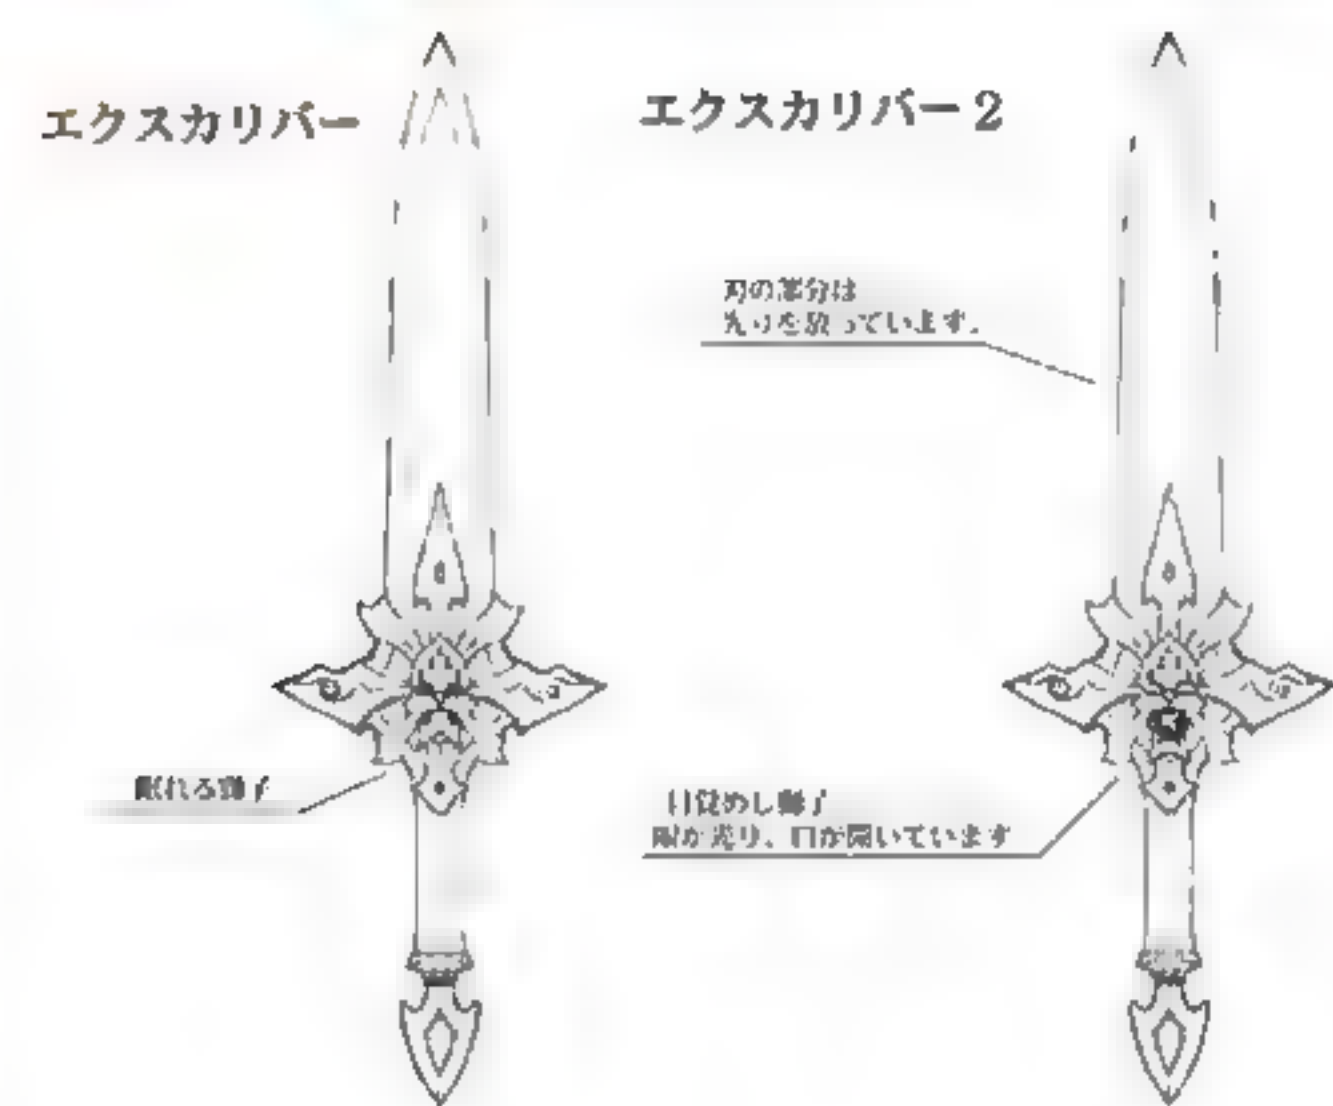 エクスカリバー
エクスカリバー２
刃の部分は
光りを放っています。
眠れる獅子
目覚めし獅子
眼が光り、口が開いています